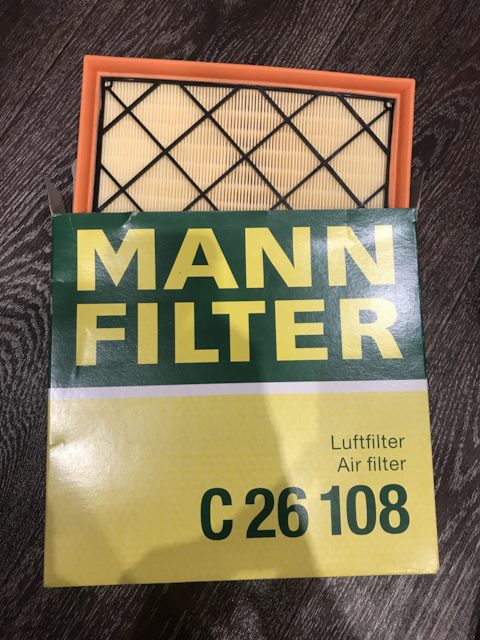 MANN
FILTER
Luftfilter
Air filter
C 26 108